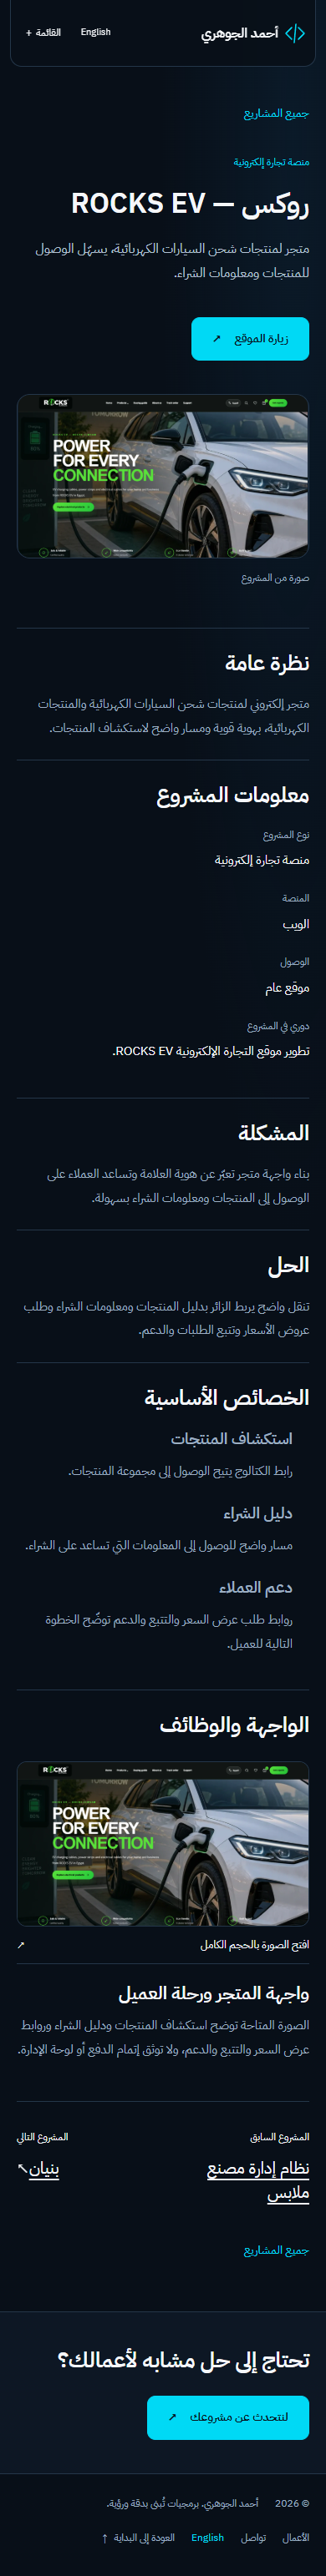 أحمد الجوهري
English
القائمة +
جميع المشاريع
منصة تجارة إلكترونية
روكس — ROCKS EV
متجر لمنتجات شحن السيارات الكهربائية، يسهّل الوصول
للمنتجات ومعلومات الشراء.
زيارة الموقع ↗
ROCKS
POWER
FOR EVERY
CONNECTION
صورة من المشروع
نظرة عامة
متجر إلكتروني لمنتجات شحن السيارات الكهربائية والمنتجات
الكهربائية، بهوية قوية ومسار واضح لاستكشاف المنتجات.
معلومات المشروع
نوع المشروع
منصة تجارة إلكترونية
المنصة
الويب
الوصول
موقع عام
دوري في المشروع
تطوير موقع التجارة الإلكترونية ROCKS EV.
المشكلة
بناء واجهة متجر تعبّر عن هوية العلامة وتساعد العملاء على
الوصول إلى المنتجات ومعلومات الشراء بسهولة.
الحل
تنقل واضح يربط الزائر بدليل المنتجات ومعلومات الشراء وطلب
عروض الأسعار وتتبع الطلبات والدعم.
الخصائص الأساسية
استكشاف المنتجات
رابط الكتالوج يتيح الوصول إلى مجموعة المنتجات.
دليل الشراء
مسار واضح للوصول إلى المعلومات التي تساعد على الشراء.
دعم العملاء
روابط طلب عرض السعر والتتبع والدعم توضّح الخطوة
التالية للعميل.
الواجهة والوظائف
ROCKS
POWER
FOR EVERY
CONNECTION
افتح الصورة بالحجم الكامل ↗
واجهة المتجر ورحلة العميل
الصورة المتاحة توضح استكشاف المنتجات ودليل الشراء وروابط
عرض السعر والتتبع والدعم، ولا توثق إتمام الدفع أو لوحة الإدارة.
المشروع السابق
نظام إدارة مصنع
ملابس
المشروع التالي
بنيان ↖
جميع المشاريع
تحتاج إلى حل مشابه لأعمالك؟
لنتحدث عن مشروعك ↗
© 2026 أحمد الجوهري. برمجيات تُبنى بدقة ورؤية.
الأعمال تواصل English العودة إلى البداية ↑